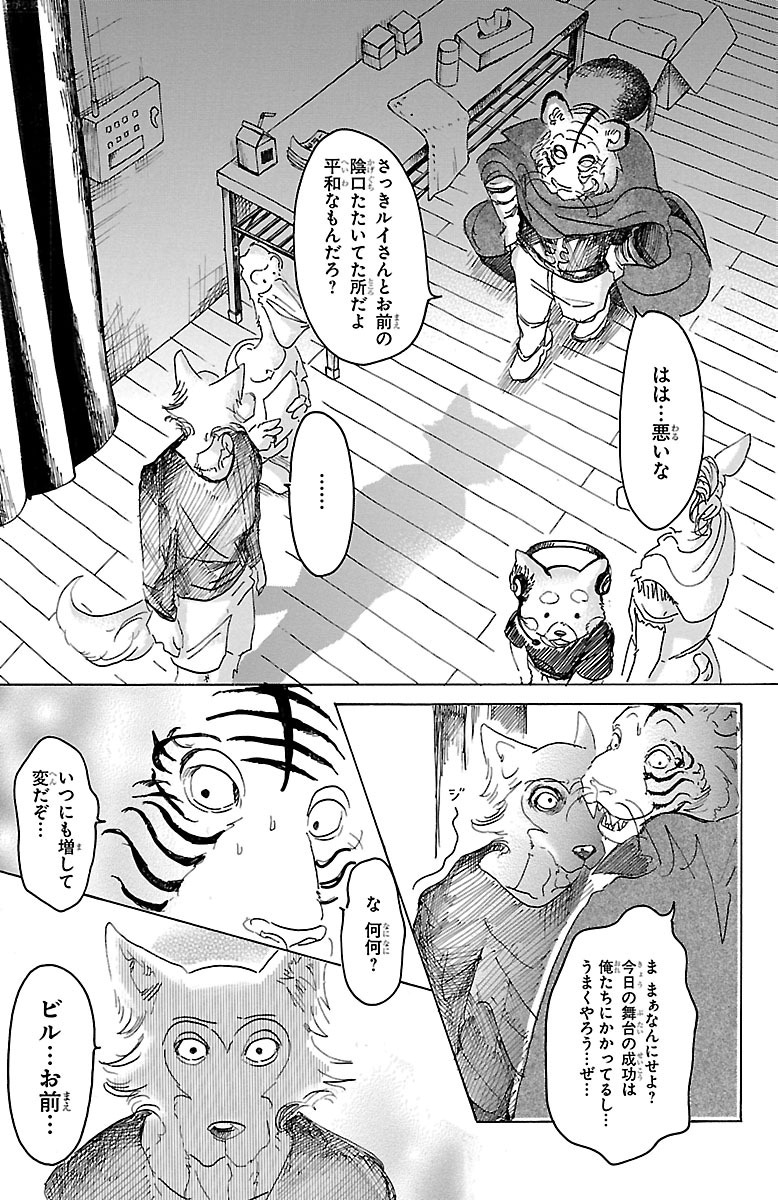 はは…悪いな
さっきルイさんとお前の
陰口たたいてた所だよ
平和なもんだろ?
……
ま まぁなんにせよ?
今日の舞台の成功は
俺たちにかかってるし…
うまくやろう…ぜ…
ジ
な 何何?
いつにも増して
変だぞ…
ビル…お前…